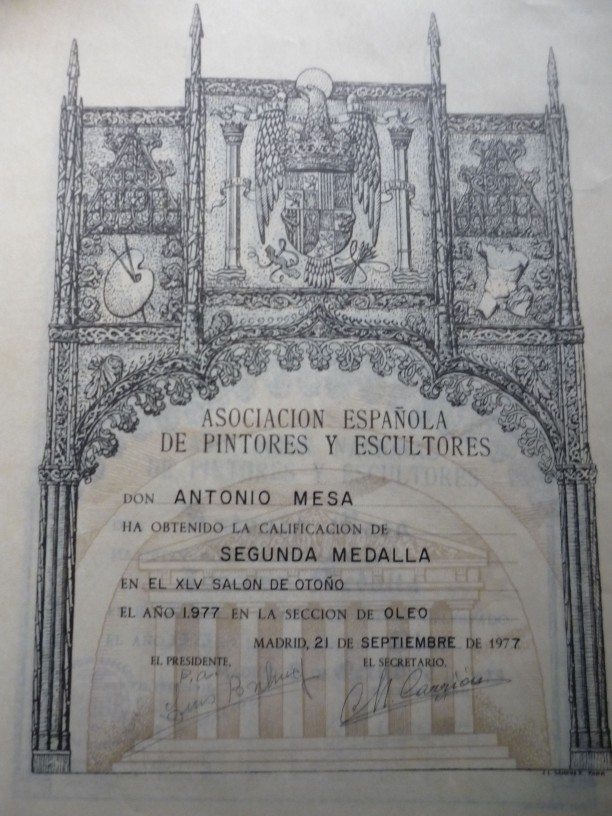 ASOCIACION ESPAÑOLA
DE PINTORES Y ESCULTORES
DON ANTONIO MESA
HA OBTENIDO LA CALIFICACION DE
SEGUNDA MEDALLA
EN EL XLV SALON DE OTOÑO
EL AÑO 1.977 EN LA SECCION DE OLEO
MADRID, 21 DE SEPTIEMBRE DE 1977
EL PRESIDENTE, EL SECRETARIO.